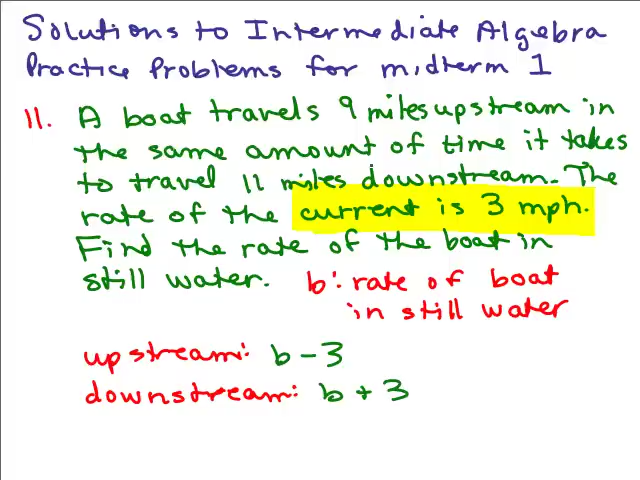 Solutions to Intermediate Algebra
Practice Problems for midterm 1
11. A boat travels 9 miles upstream in
the same amount of time it takes
to travel 11 miles downstream. The
rate of the current is 3 mph.
Find the rate of the boat in
still water. b: rate of boat
in still water
upstream: b - 3
downstream: b + 3